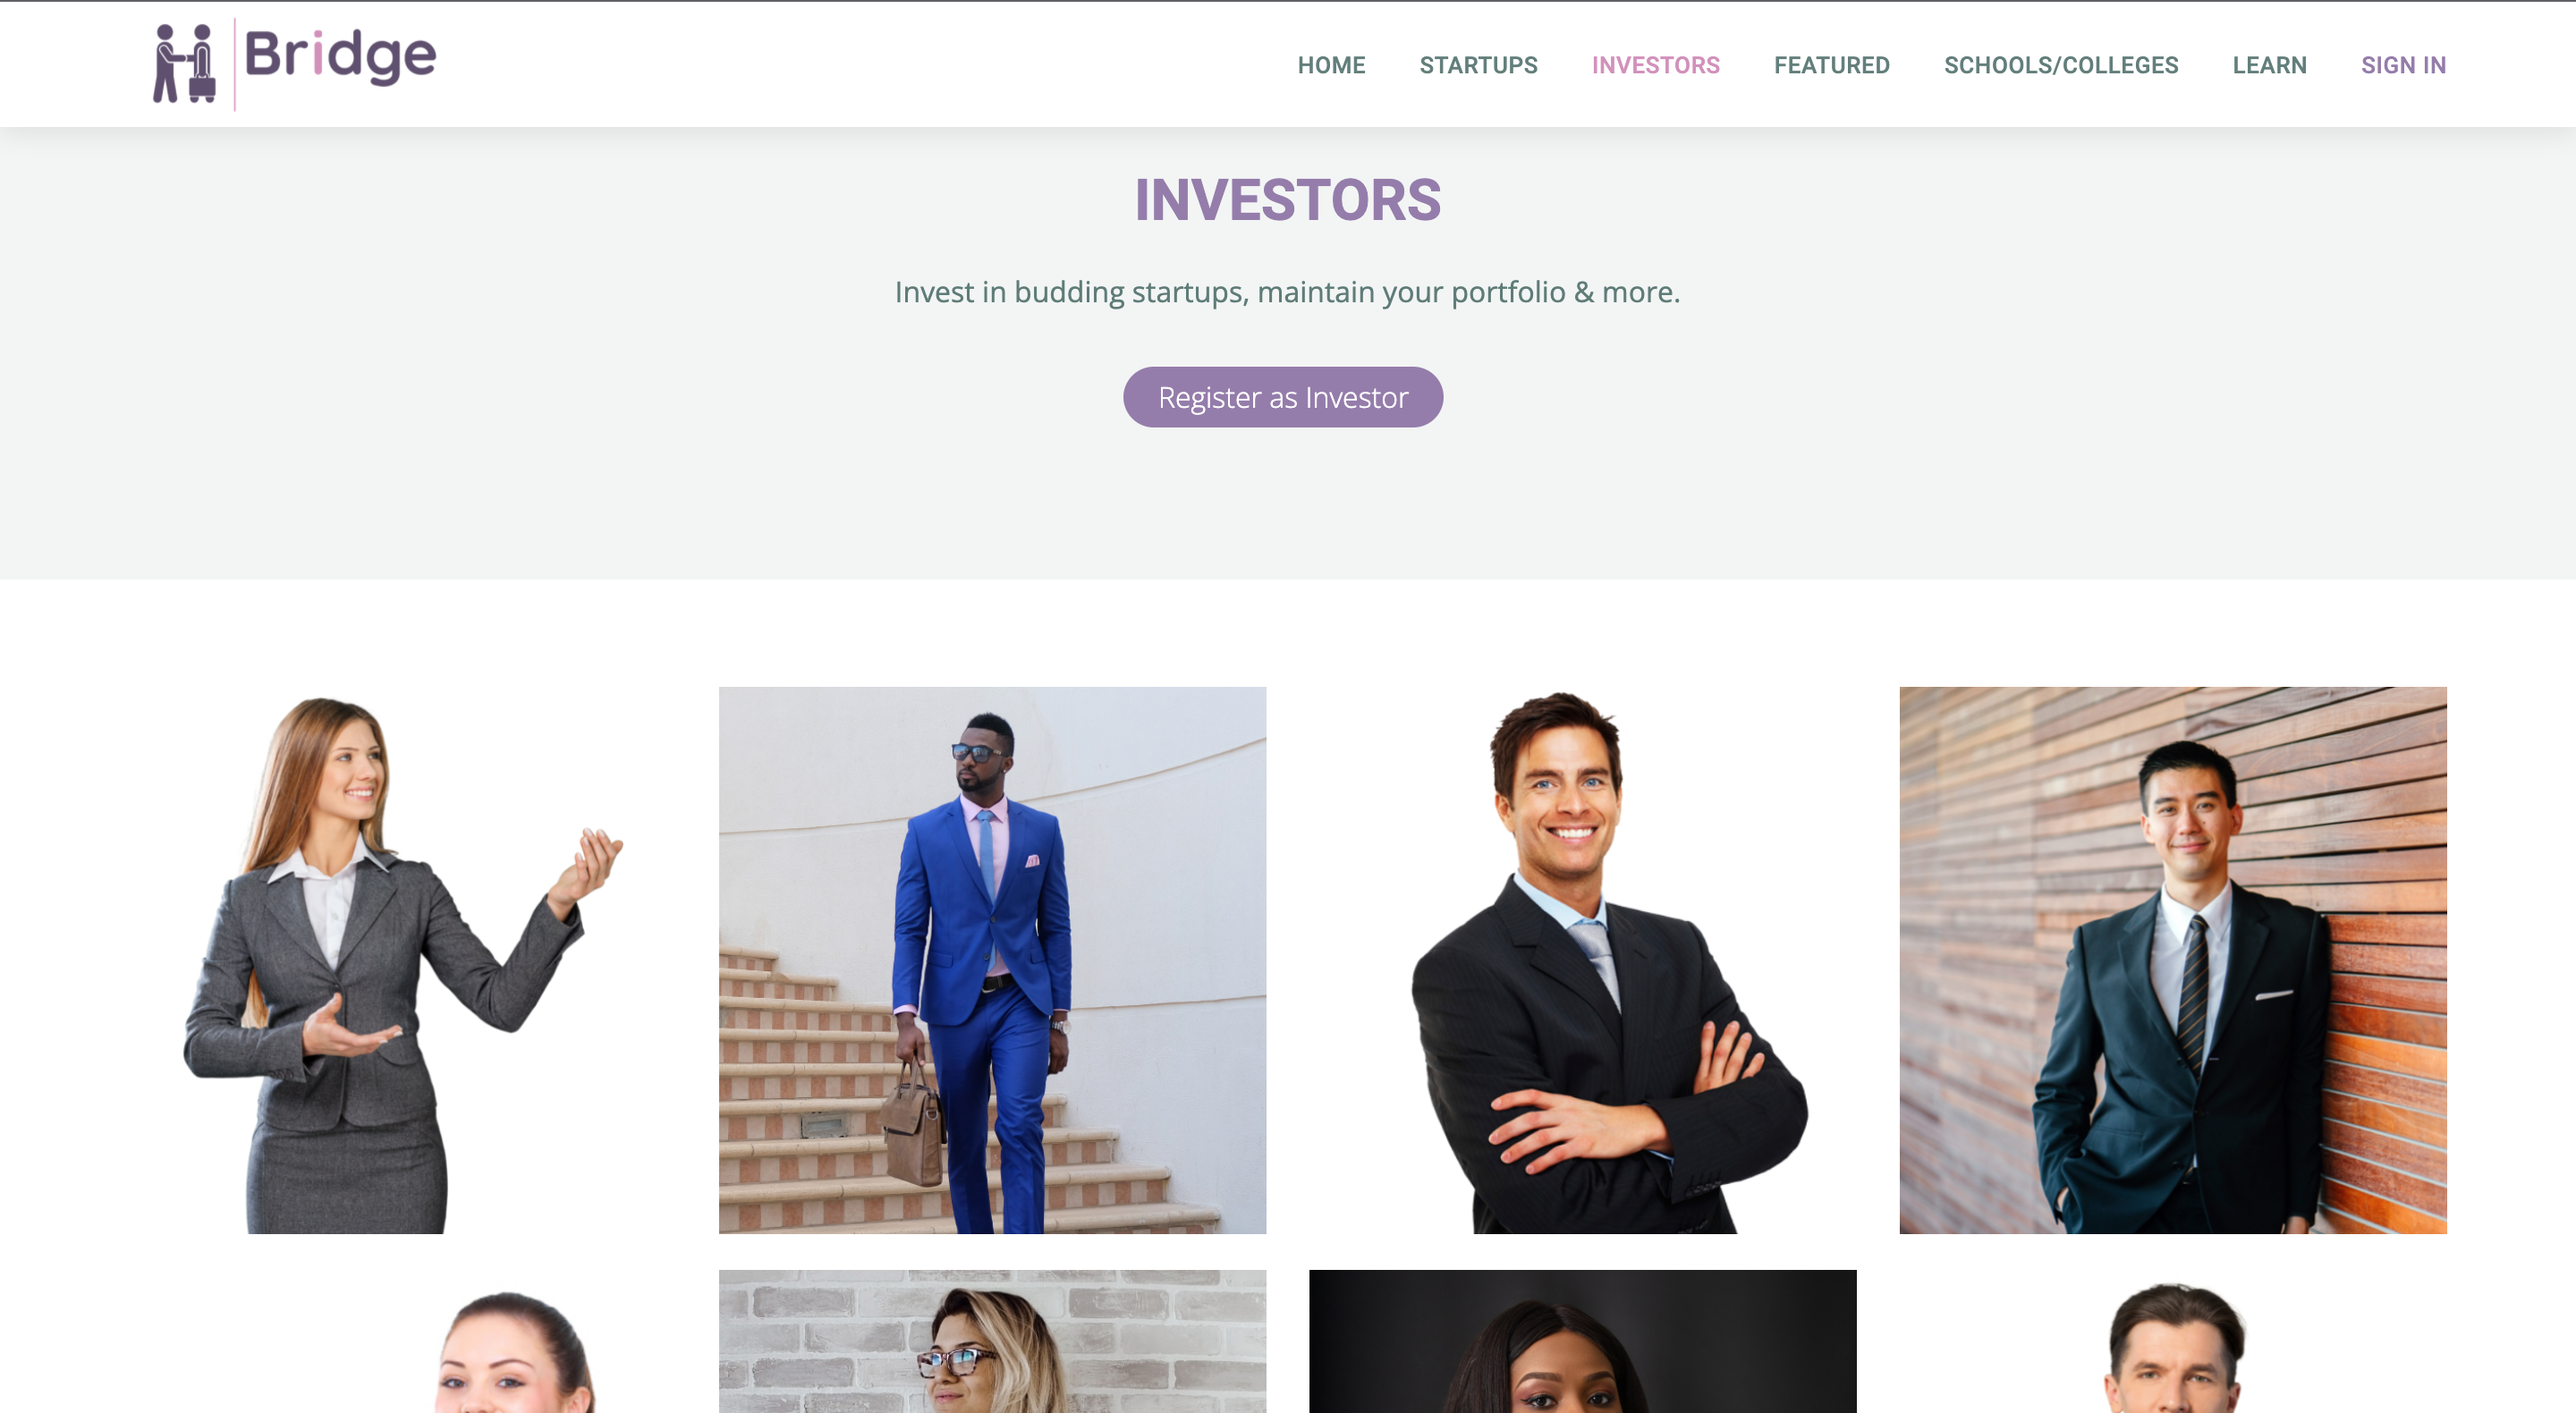 Bridge
HOME STARTUPS INVESTORS FEATURED SCHOOLS/COLLEGES LEARN SIGN IN
INVESTORS
Invest in budding startups, maintain your portfolio & more.
Register as Investor